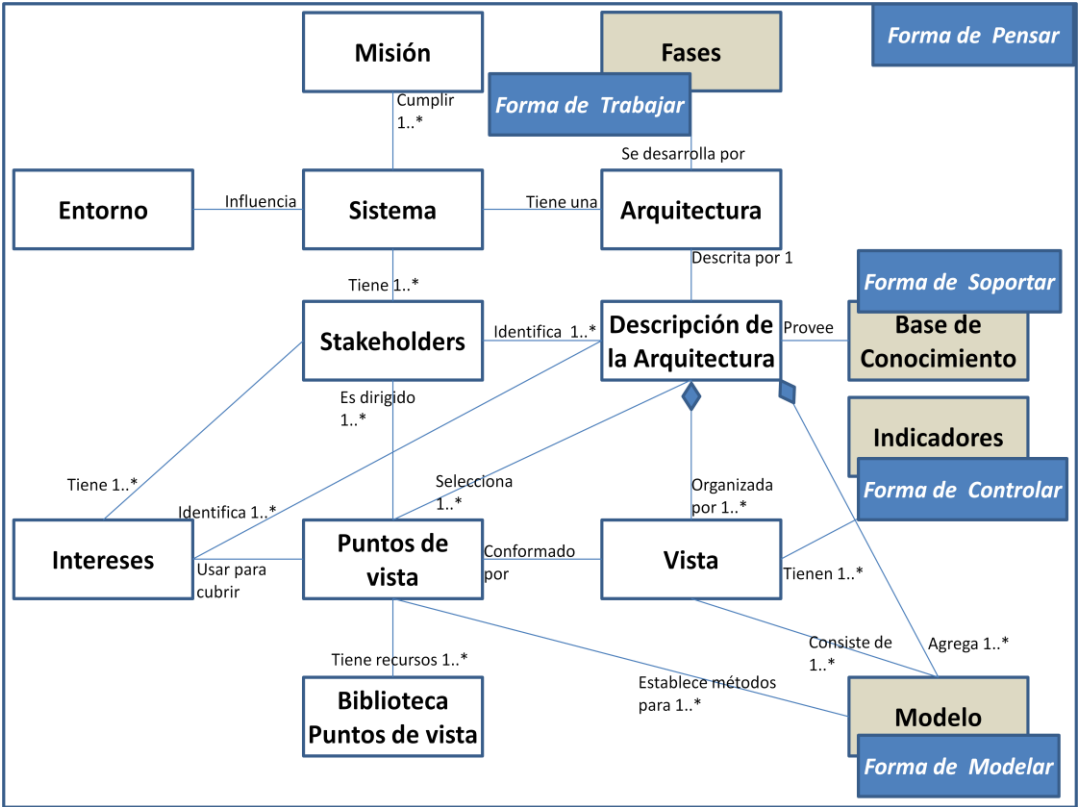 Forma de Pensar
Misión
Fases
Forma de Trabajar
Cumplir
1..*
Se desarrolla por
Entorno
Influencia
Sistema
Tiene una
Arquitectura
Descrita por 1
Tiene 1..*
Forma de Soportar
Stakeholders
Identifica 1..*
Descripción de
la Arquitectura
Provee
Base de
Conocimiento
Es dirigido
1..*
Indicadores
Forma de Controlar
Tiene 1..*
Selecciona
1..*
Organizada
por 1..*
Identifica 1..*
Intereses
Usar para
cubrir
Puntos de
vista
Conformado
por
Vista
Tienen 1..*
Consiste de
1..*
Agrega 1..*
Tiene recursos 1..*
Establece métodos
para 1..*
Biblioteca
Puntos de vista
Modelo
Forma de Modelar